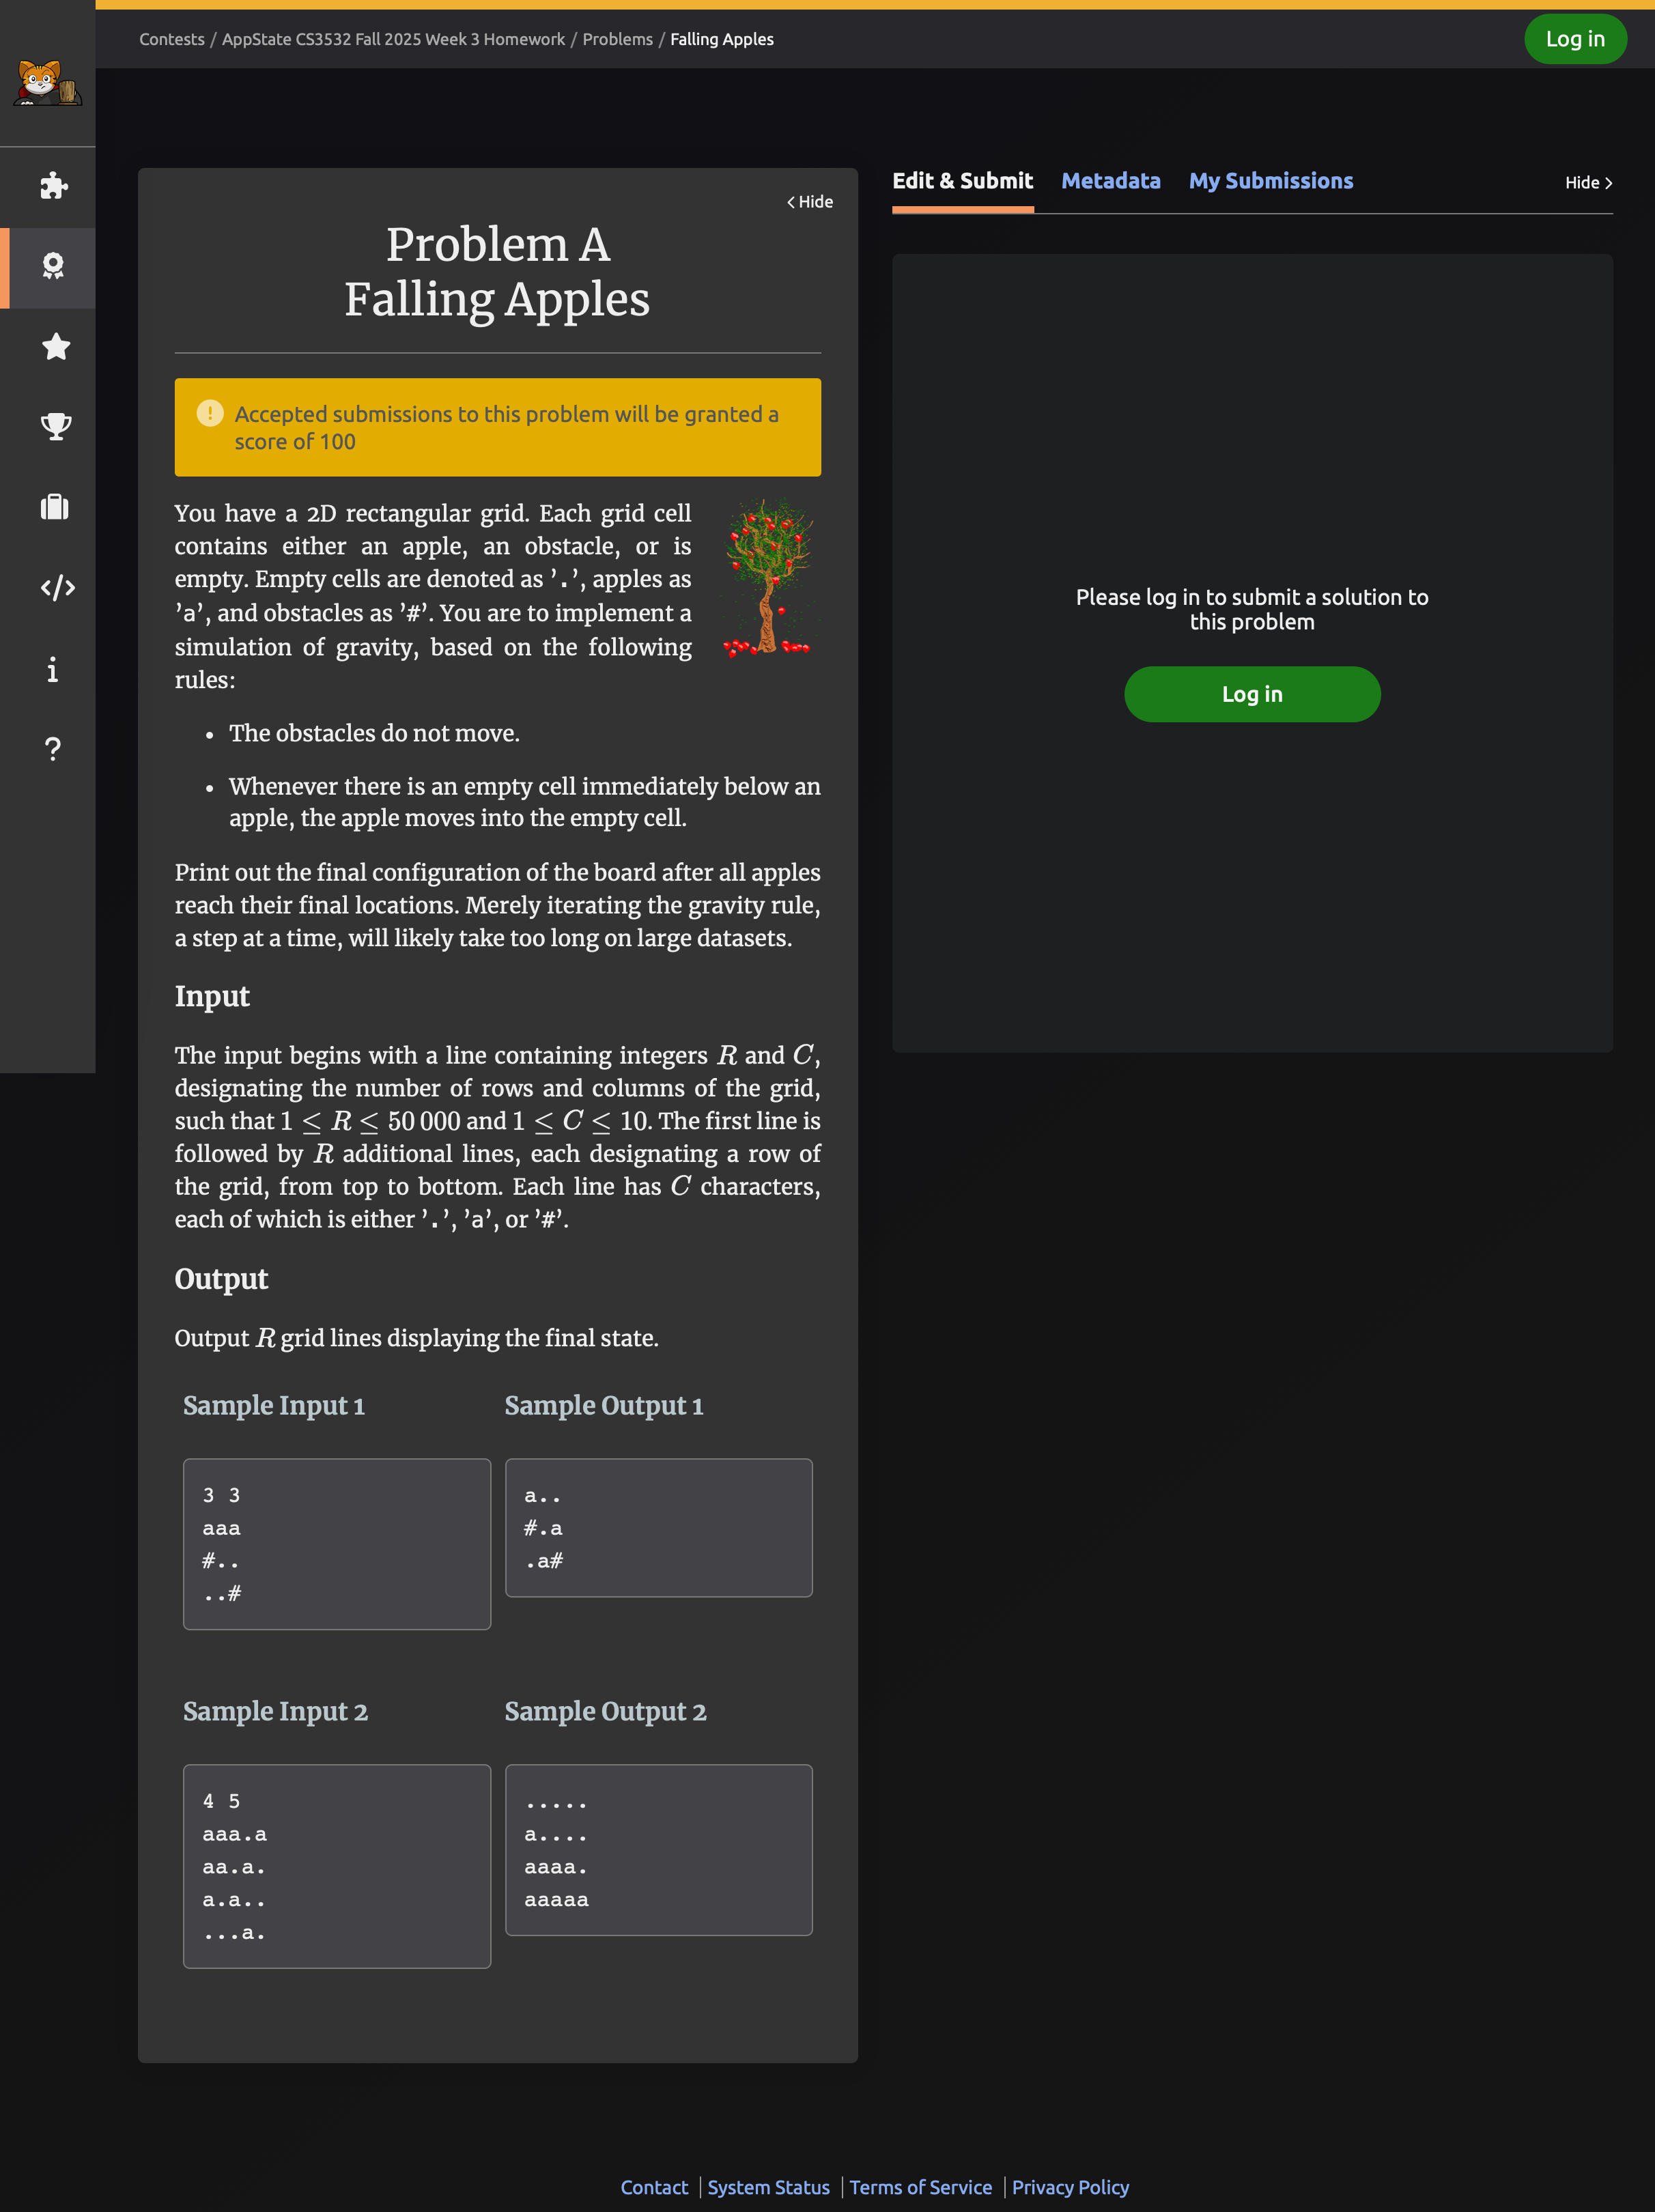 Contests / AppState CS3532 Fall 2025 Week 3 Homework / Problems / Falling Apples
Log in
Hide
Problem A
Falling Apples
Accepted submissions to this problem will be granted a
score of 100
You have a 2D rectangular grid. Each grid cell
contains either an apple, an obstacle, or is
empty. Empty cells are denoted as ’.’, apples as
’a’, and obstacles as ’#’. You are to implement a
simulation of gravity, based on the following
rules:
• The obstacles do not move.
• Whenever there is an empty cell immediately below an
apple, the apple moves into the empty cell.
Print out the final configuration of the board after all apples
reach their final locations. Merely iterating the gravity rule,
a step at a time, will likely take too long on large datasets.
Input
The input begins with a line containing integers R and C,
designating the number of rows and columns of the grid,
such that 1 ≤ R ≤ 50 000 and 1 ≤ C ≤ 10. The first line is
followed by R additional lines, each designating a row of
the grid, from top to bottom. Each line has C characters,
each of which is either ’.’, ’a’, or ’#’.
Output
Output R grid lines displaying the final state.
Sample Input 1
3 3
aaa
#..
..#
Sample Output 1
a..
#.a
.a#
Sample Input 2
4 5
aaa.a
aa.a.
a.a..
...a.
Sample Output 2
.....
a....
aaaa.
aaaaa
Edit & Submit Metadata My Submissions
Hide
Please log in to submit a solution to
this problem
Log in
Contact | System Status | Terms of Service | Privacy Policy